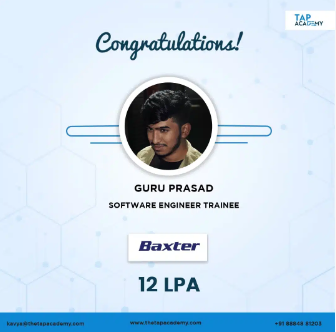 TAP
ACADEMY
Congratulations!
GURU PRASAD
SOFTWARE ENGINEER TRAINEE
Baxter
12 LPA
kavya@thetapacademy.com www.thetapacademy.com +91 88848 81203